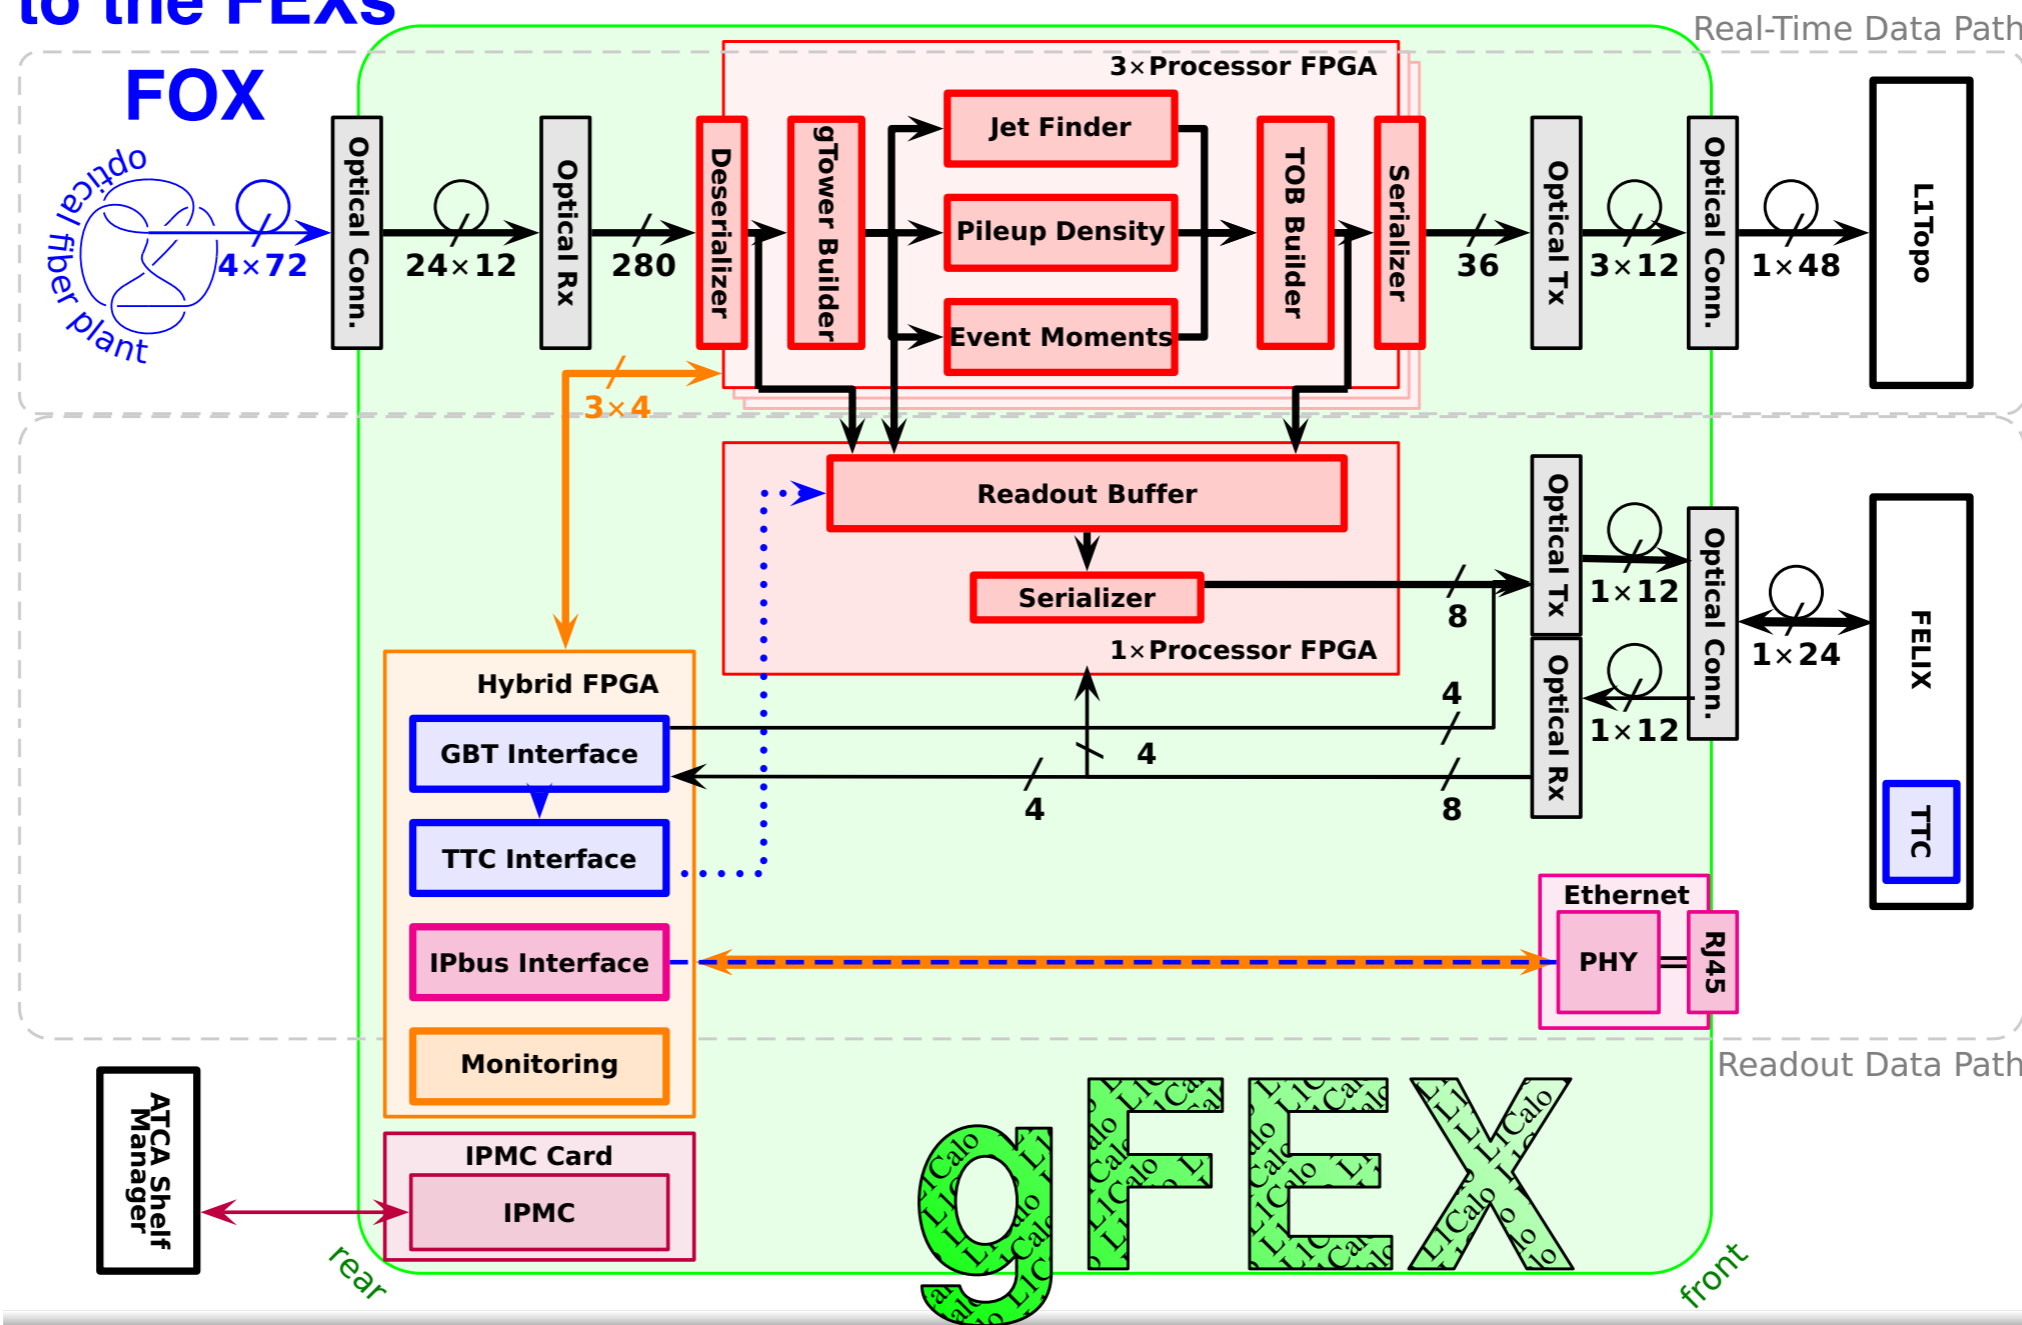 to the FEXs
Real-Time Data Path
FOX
optical fiber plant
4×72
Optical Conn.
24×12
Optical Rx
280
Deserializer
3×Processor FPGA
gTower Builder
Jet Finder
Pileup Density
Event Moments
TOB Builder
Serializer
36
Optical Tx
3×12
Optical Conn.
1×48
L1Topo
3×4
Readout Buffer
Serializer
1×Processor FPGA
8
Optical Tx
1×12
Optical Conn.
1×24
FELIX
TTC
Optical Rx
1×12
4
4
4
8
Hybrid FPGA
GBT Interface
TTC Interface
IPbus Interface
Monitoring
Ethernet
PHY
RJ45
Readout Data Path
ATCA Shelf
Manager
IPMC Card
IPMC
rear
front
gFEX
L1Calo